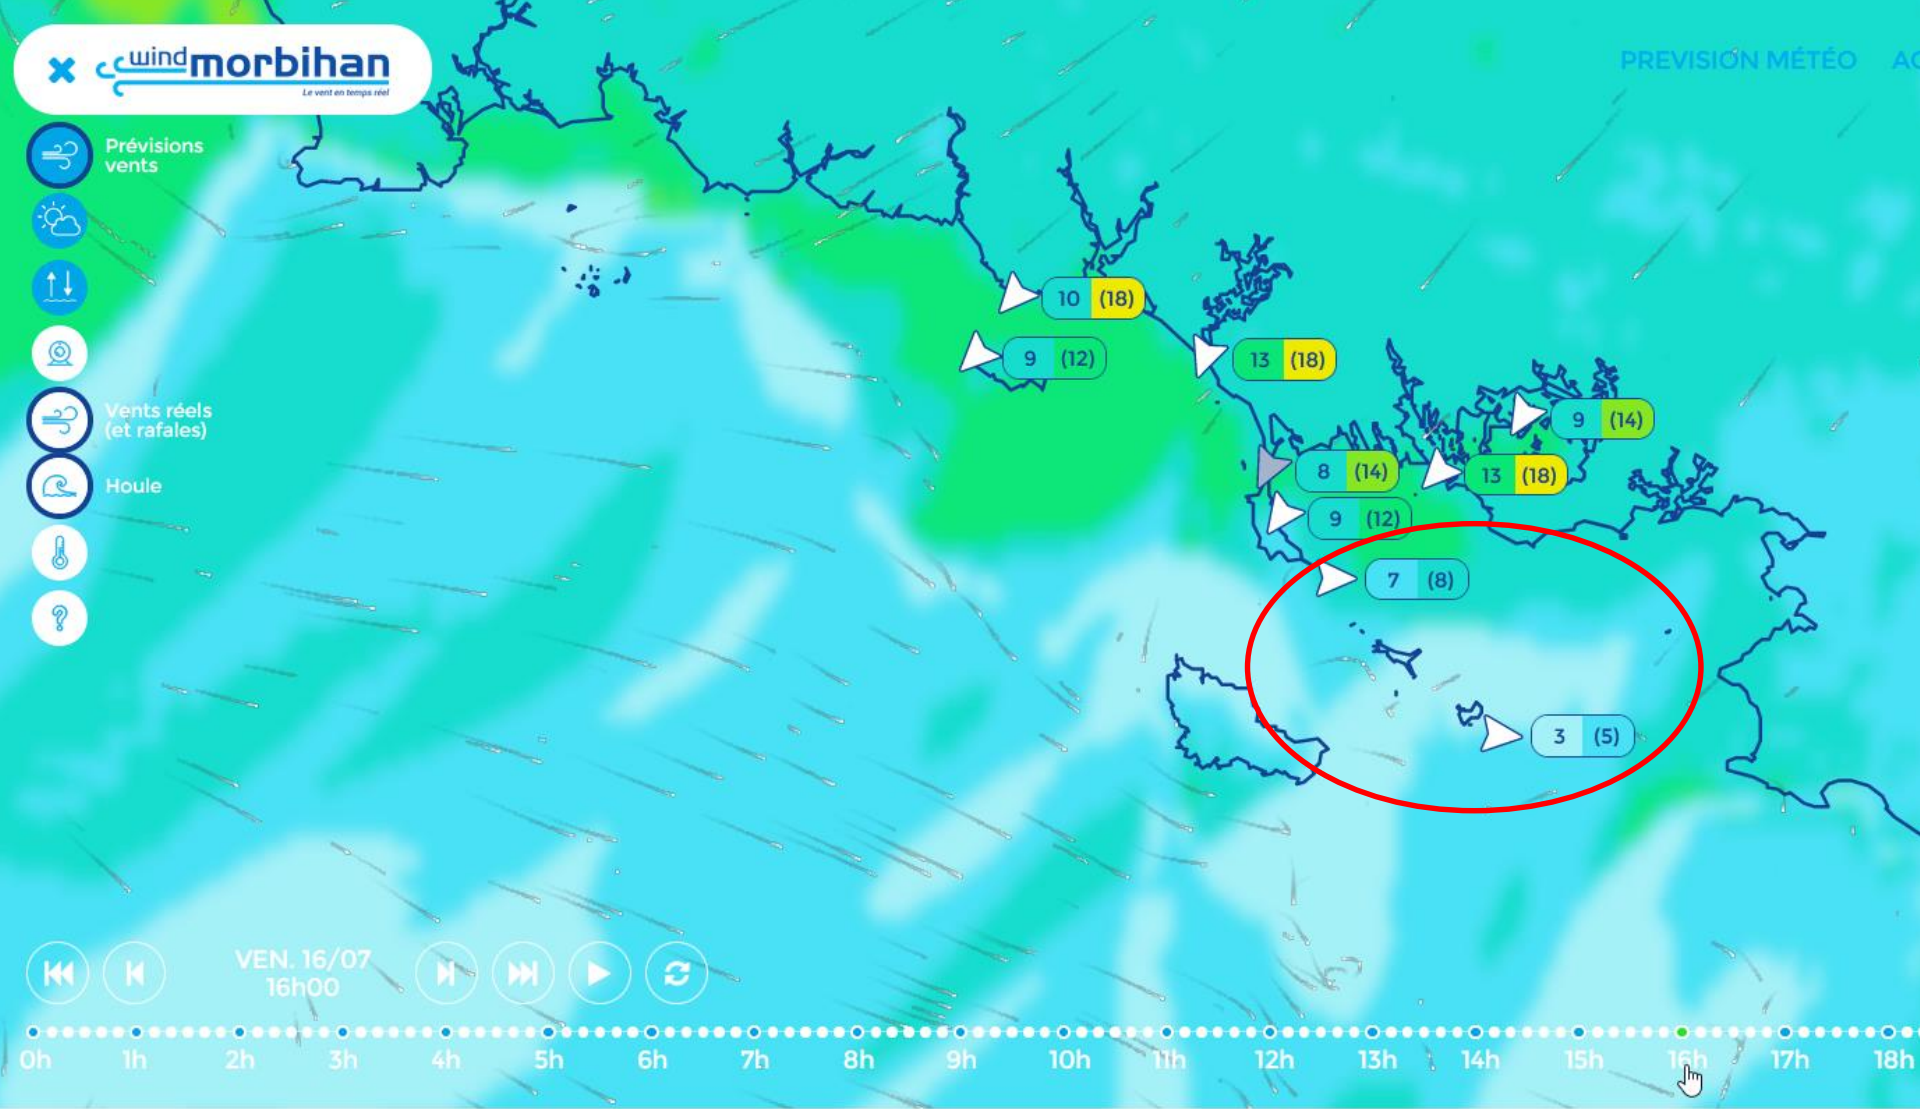 wind morbihan
Le vent en temps réel
PREVISION MÉTÉO
Prévisions
vents
10 (18)
9 (12)
13 (18)
Vents réels
(et rafales)
9 (14)
8 (14)
13 (18)
Houle
9 (12)
7 (8)
3 (5)
VEN. 16/07
16h00
0h 1h 2h 3h 4h 5h 6h 7h 8h 9h 10h 11h 12h 13h 14h 15h 16h 17h 18h